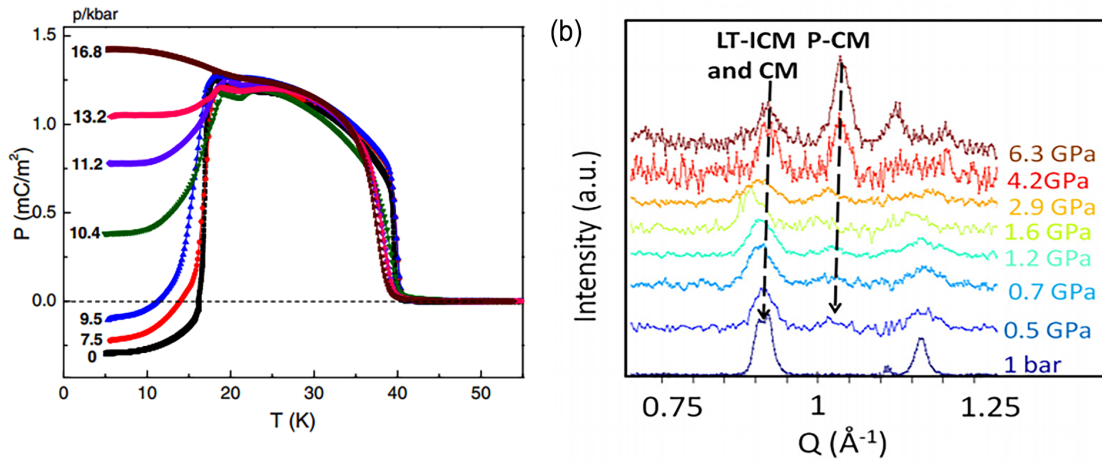 p/kbar
1.5
1.0
0.5
0.0
P (mC/m²)
16.8
13.2
11.2
10.4
9.5
7.5
0
0 10 20 30 40 50
T (K)
(b)
LT-ICM P-CM
and CM
6.3 GPa
4.2GPa
2.9 GPa
1.6 GPa
1.2 GPa
0.7 GPa
0.5 GPa
1 bar
Intensity (a.u.)
0.75 1 1.25
Q (Å⁻¹)